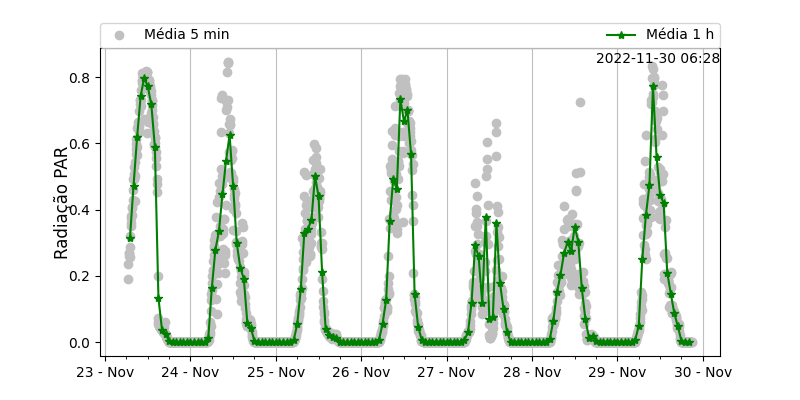 Média 5 min
Média 1 h
2022-11-30 06:28
Radiação PAR
0.8
0.6
0.4
0.2
0.0
23 - Nov
24 - Nov
25 - Nov
26 - Nov
27 - Nov
28 - Nov
29 - Nov
30 - Nov